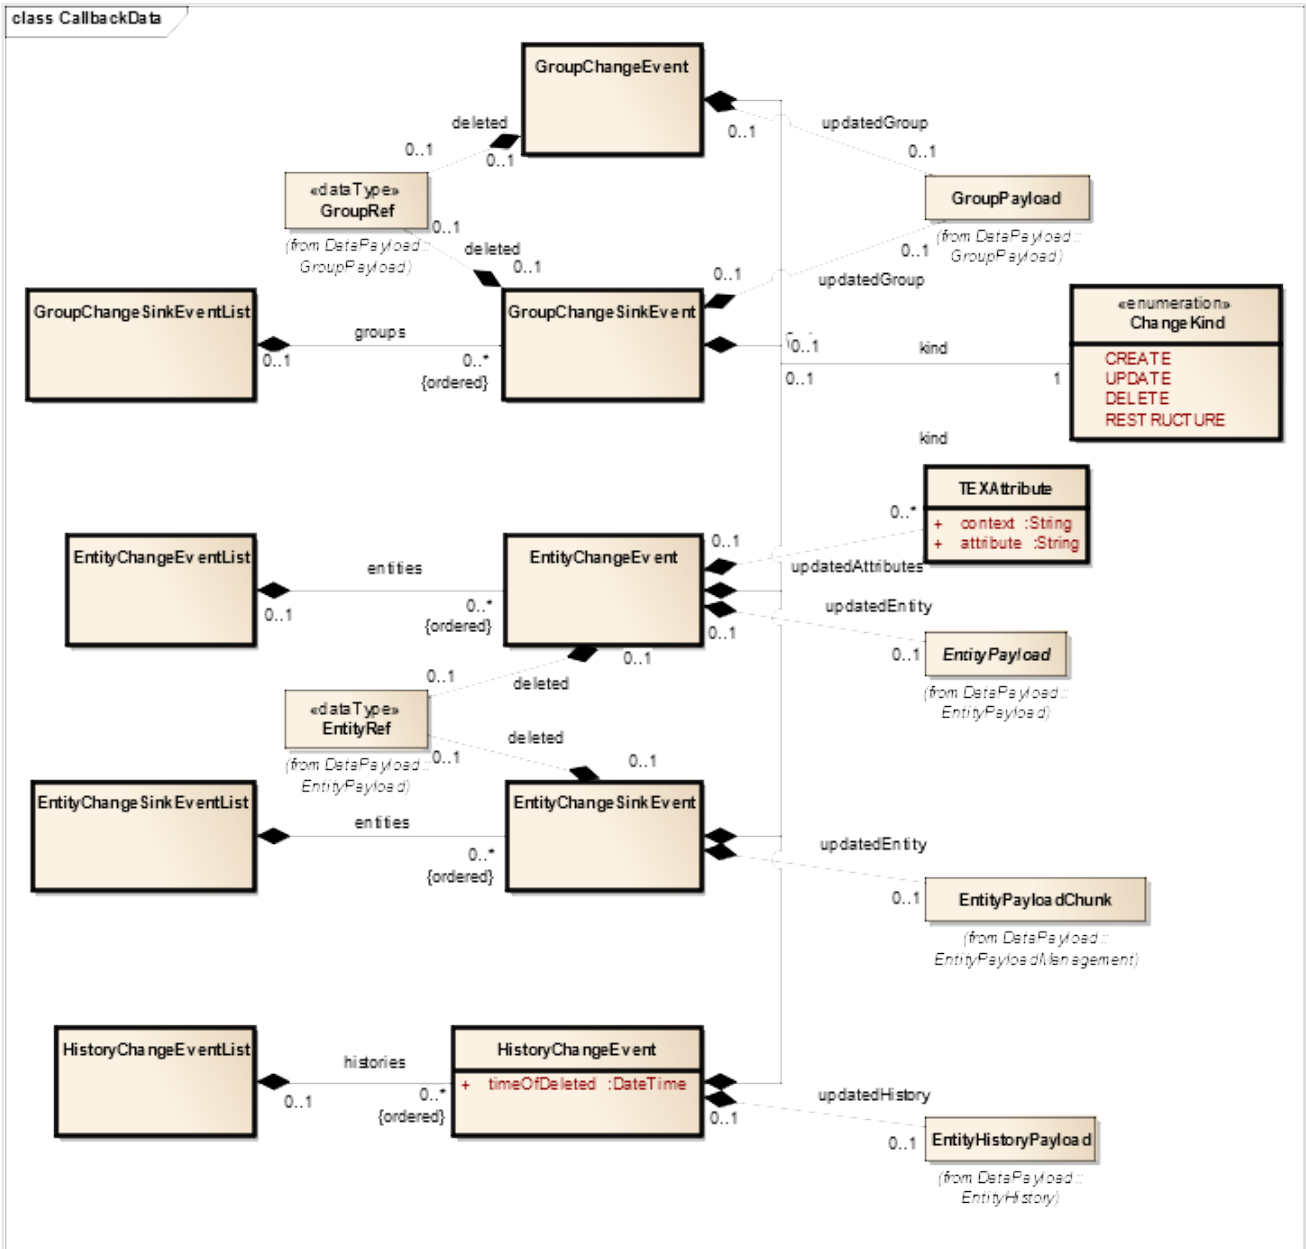 class CallbackData
GroupChangeEvent
deleted
0..1
0..1
0..1
updatedGroup
0..1
«dataType»
GroupRef
(from DataPayload::
GroupPayload)
0..1
deleted
0..1
GroupPayload
(from DataPayload::
GroupPayload)
0..1
0..1
updatedGroup
GroupChangeSinkEventList
0..1
groups
0..*
{ordered}
GroupChangeSinkEvent
0..1
0..1
kind
1
«enumeration»
ChangeKind
CREATE
UPDATE
DELETE
RESTRUCTURE
kind
TEXAttribute
+ context :String
+ attribute :String
0..*
0..1
updatedAttributes
EntityChangeEventList
0..1
entities
0..*
{ordered}
EntityChangeEvent
updatedEntity
0..1
0..1
EntityPayload
(from DataPayload::
EntityPayload)
0..1
deleted
0..1
«dataType»
EntityRef
(from DataPayload::
EntityPayload)
0..1
deleted
0..1
EntityChangeSinkEventList
entities
0..*
{ordered}
EntityChangeSinkEvent
updatedEntity
0..1
EntityPayloadChunk
(from DataPayload::
EntityPayloadManagement)
HistoryChangeEventList
0..1
histories
0..*
{ordered}
HistoryChangeEvent
+ timeOfDeleted :DateTime
0..1
updatedHistory
0..1
EntityHistoryPayload
(from DataPayload::
EntityHistory)